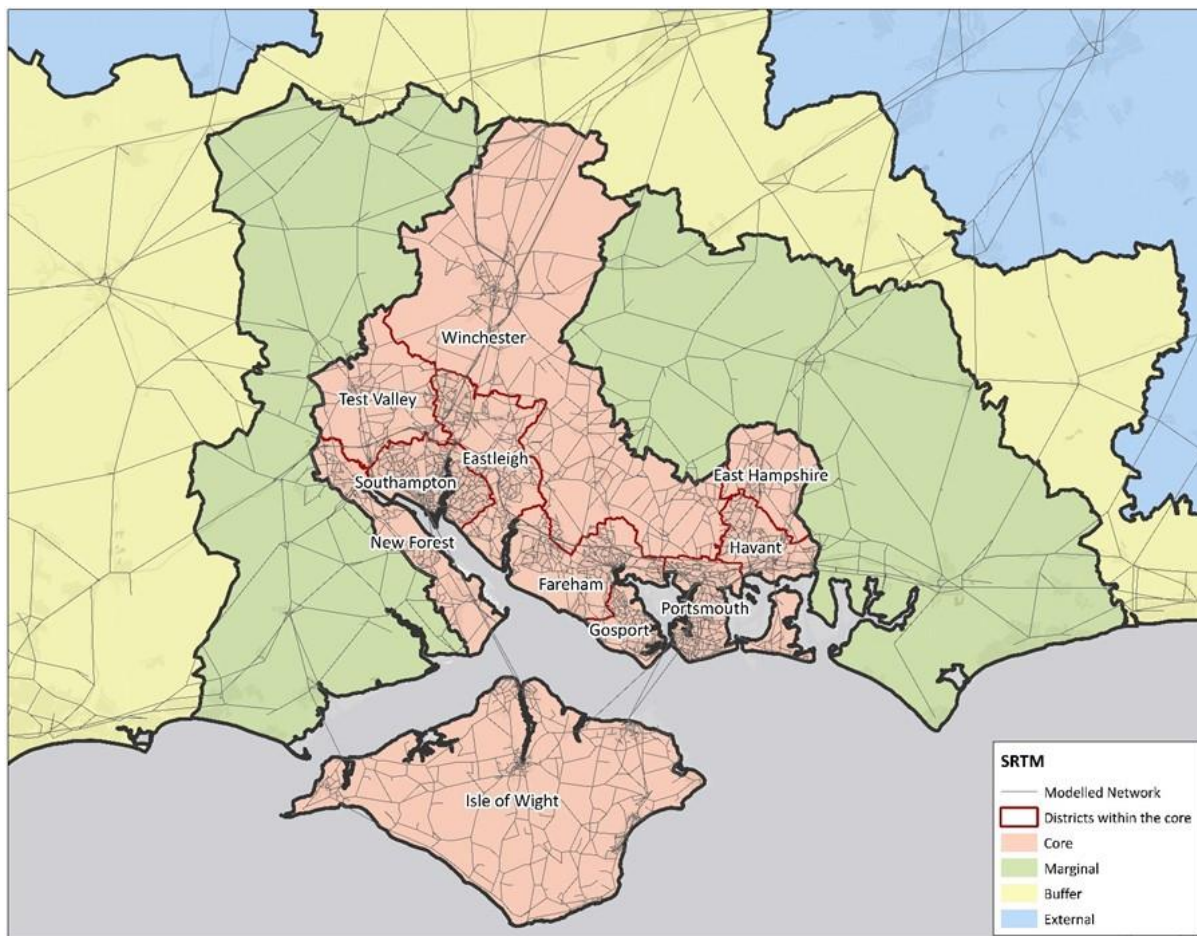 Winchester
Test Valley
Eastleigh
East Hampshire
Southampton
New Forest
Havant
Fareham
Portsmouth
Gosport
Isle of Wight
SRTM
Modelled Network
Districts within the core
Core
Marginal
Buffer
External